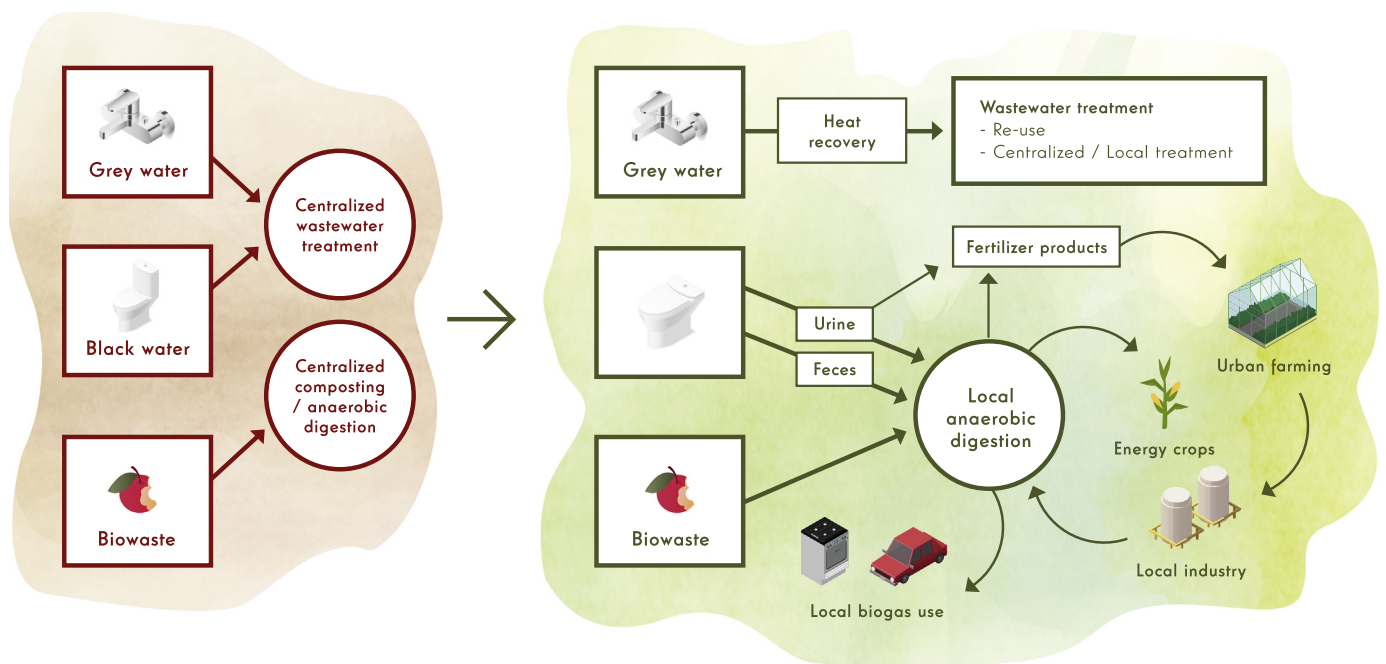 Grey water
Black water
Biowaste
Centralized
wastewater
treatment
Centralized
composting
/ anaerobic
digestion
Grey water
Heat
recovery
Wastewater treatment
- Re-use
- Centralized / Local treatment
Fertilizer products
Urine
Feces
Urban farming
Local
anaerobic
digestion
Energy crops
Biowaste
Local industry
Local biogas use